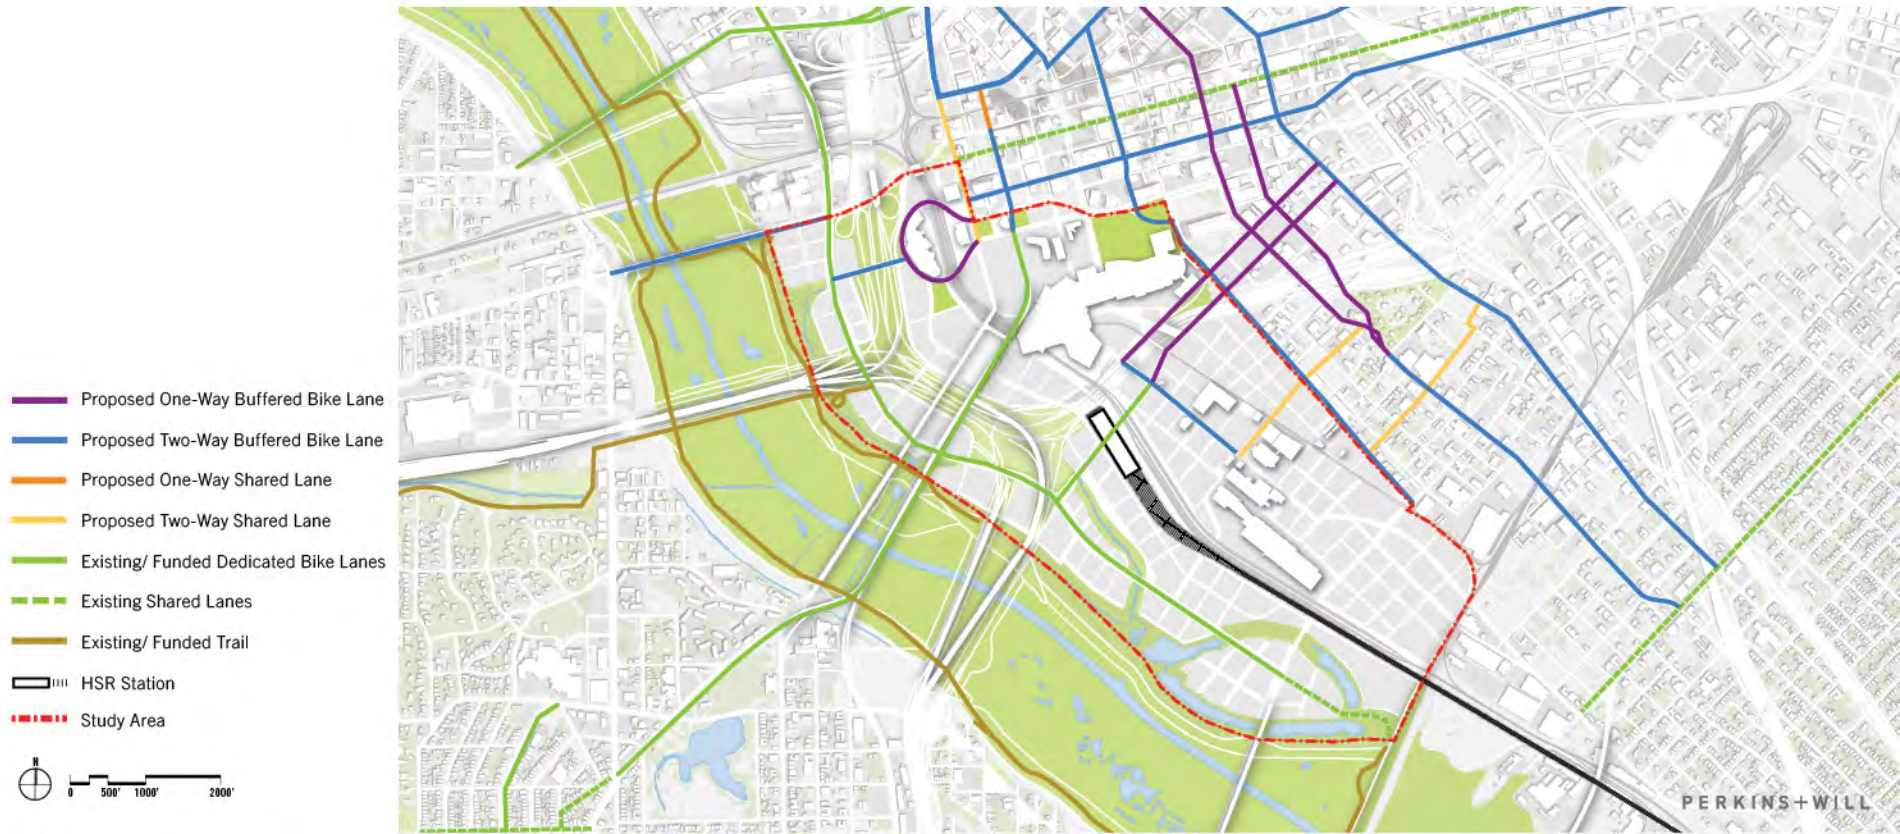 Proposed One-Way Buffered Bike Lane
Proposed Two-Way Buffered Bike Lane
Proposed One-Way Shared Lane
Proposed Two-Way Shared Lane
Existing/ Funded Dedicated Bike Lanes
Existing Shared Lanes
Existing/ Funded Trail
HSR Station
Study Area
N
0 500' 1000' 2000'
PERKINS+WILL